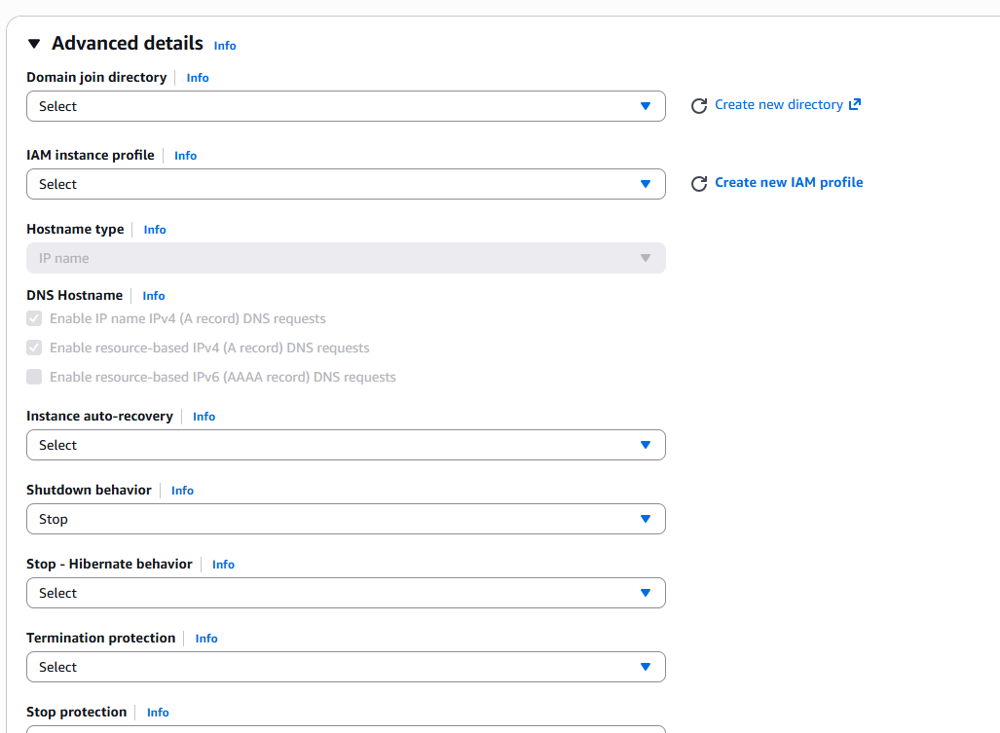 Advanced details Info
Domain join directory Info
Select
Create new directory
IAM instance profile Info
Select
Create new IAM profile
Hostname type Info
IP name
DNS Hostname Info
Enable IP name IPv4 (A record) DNS requests
Enable resource-based IPv4 (A record) DNS requests
Enable resource-based IPv6 (AAAA record) DNS requests
Instance auto-recovery Info
Select
Shutdown behavior Info
Stop
Stop - Hibernate behavior Info
Select
Termination protection Info
Select
Stop protection Info